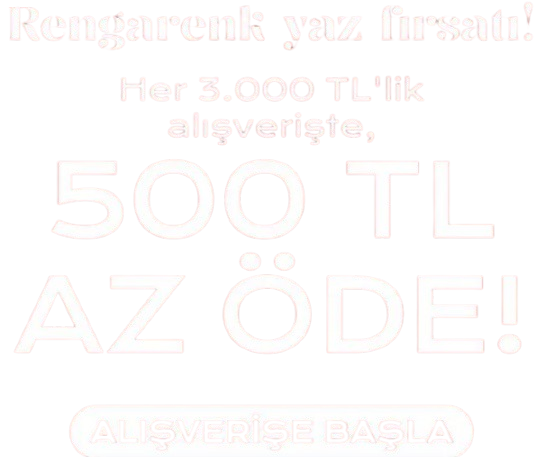 Rengarenk yaz fırsatı!
Her 3.000 TL'lik
alışverişte,
500 TL
AZ ÖDE!
ALIŞVERİŞE BAŞLA